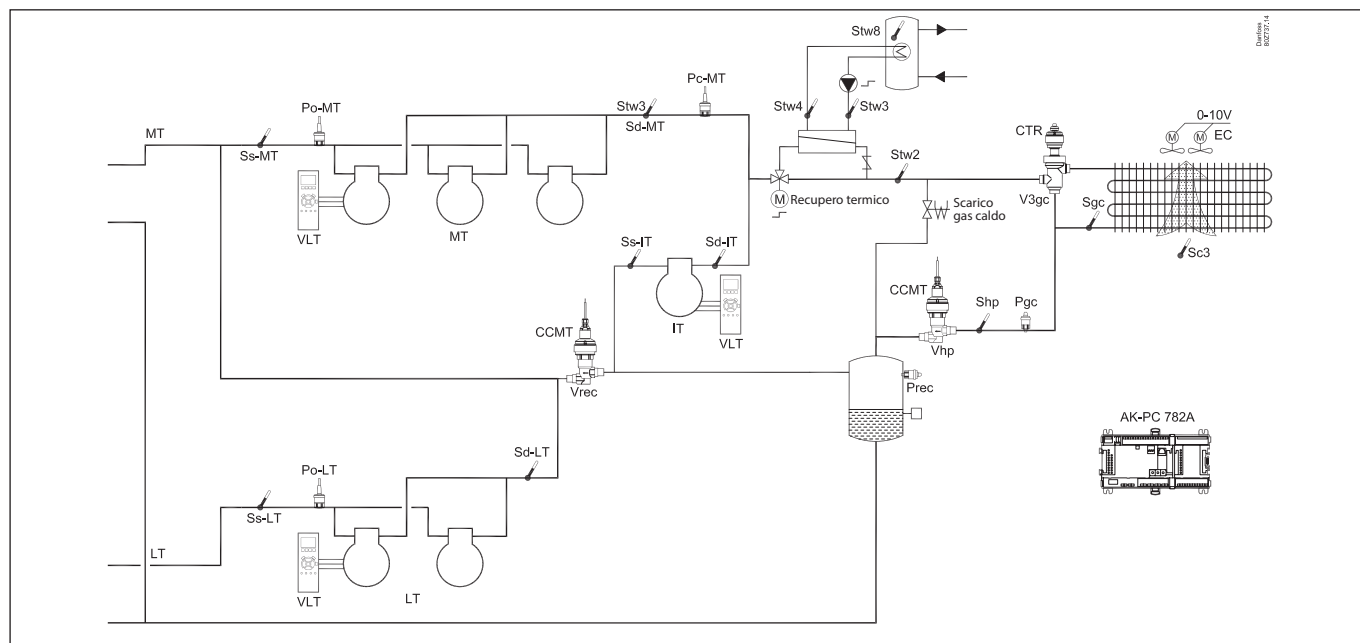 Danfoss
80Z737.14
Stw8
Pc-MT
Stw4
Stw3
Po-MT
Stw3
Sd-MT
0-10V
M
M
EC
CTR
MT
Ss-MT
Stw2
M
Recupero termico
V3gc
Scarico
gas caldo
Sgc
VLT
MT
Ss-IT
Sd-IT
Sc3
CCMT
Shp
Pgc
IT
CCMT
VLT
Vhp
Vrec
Prec
AK-PC 782A
Sd-LT
Po-LT
Ss-LT
LT
VLT
LT